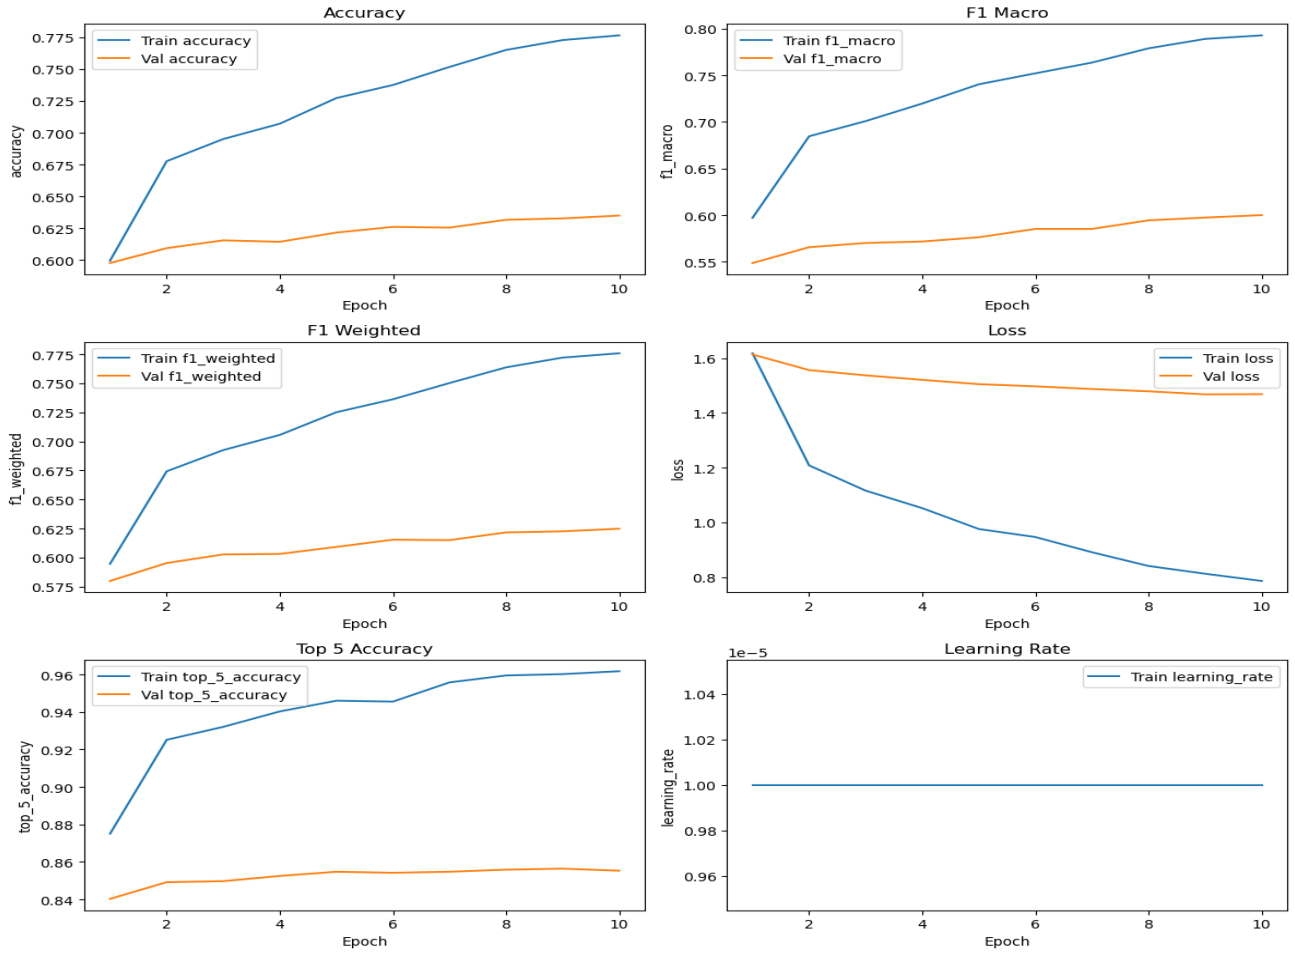 Accuracy
Train accuracy
Val accuracy
0.775
0.750
0.725
0.700
0.675
0.650
0.625
0.600
accuracy
2 4 6 8 10
Epoch
F1 Macro
Train f1_macro
Val f1_macro
0.80
0.75
0.70
0.65
0.60
0.55
f1_macro
2 4 6 8 10
Epoch
F1 Weighted
Train f1_weighted
Val f1_weighted
0.775
0.750
0.725
0.700
0.675
0.650
0.625
0.600
0.575
f1_weighted
2 4 6 8 10
Epoch
Loss
Train loss
Val loss
1.6
1.4
1.2
1.0
0.8
loss
2 4 6 8 10
Epoch
Top 5 Accuracy
Train top_5_accuracy
Val top_5_accuracy
0.96
0.94
0.92
0.90
0.88
0.86
0.84
top_5_accuracy
2 4 6 8 10
Epoch
Learning Rate
1e−5
Train learning_rate
1.04
1.02
1.00
0.98
0.96
learning_rate
2 4 6 8 10
Epoch